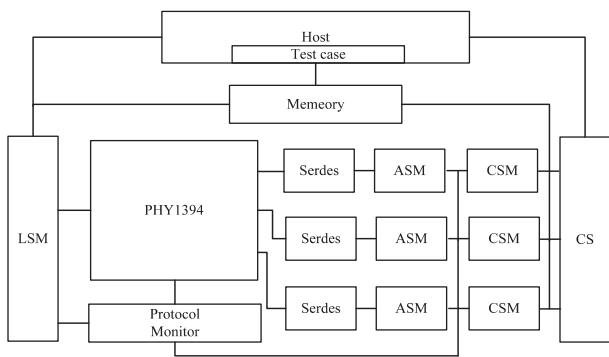 Host
Test case
Memeory
LSM
PHY1394
Serdes
ASM
CSM
Serdes
ASM
CSM
Serdes
ASM
CSM
CS
Protocol
Monitor